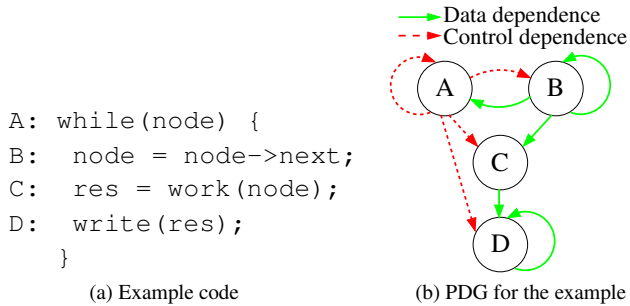 Data dependence
Control dependence
A: while(node) {
B: node = node->next;
C: res = work(node);
D: write(res);
}
(a) Example code
A
B
C
D
(b) PDG for the example